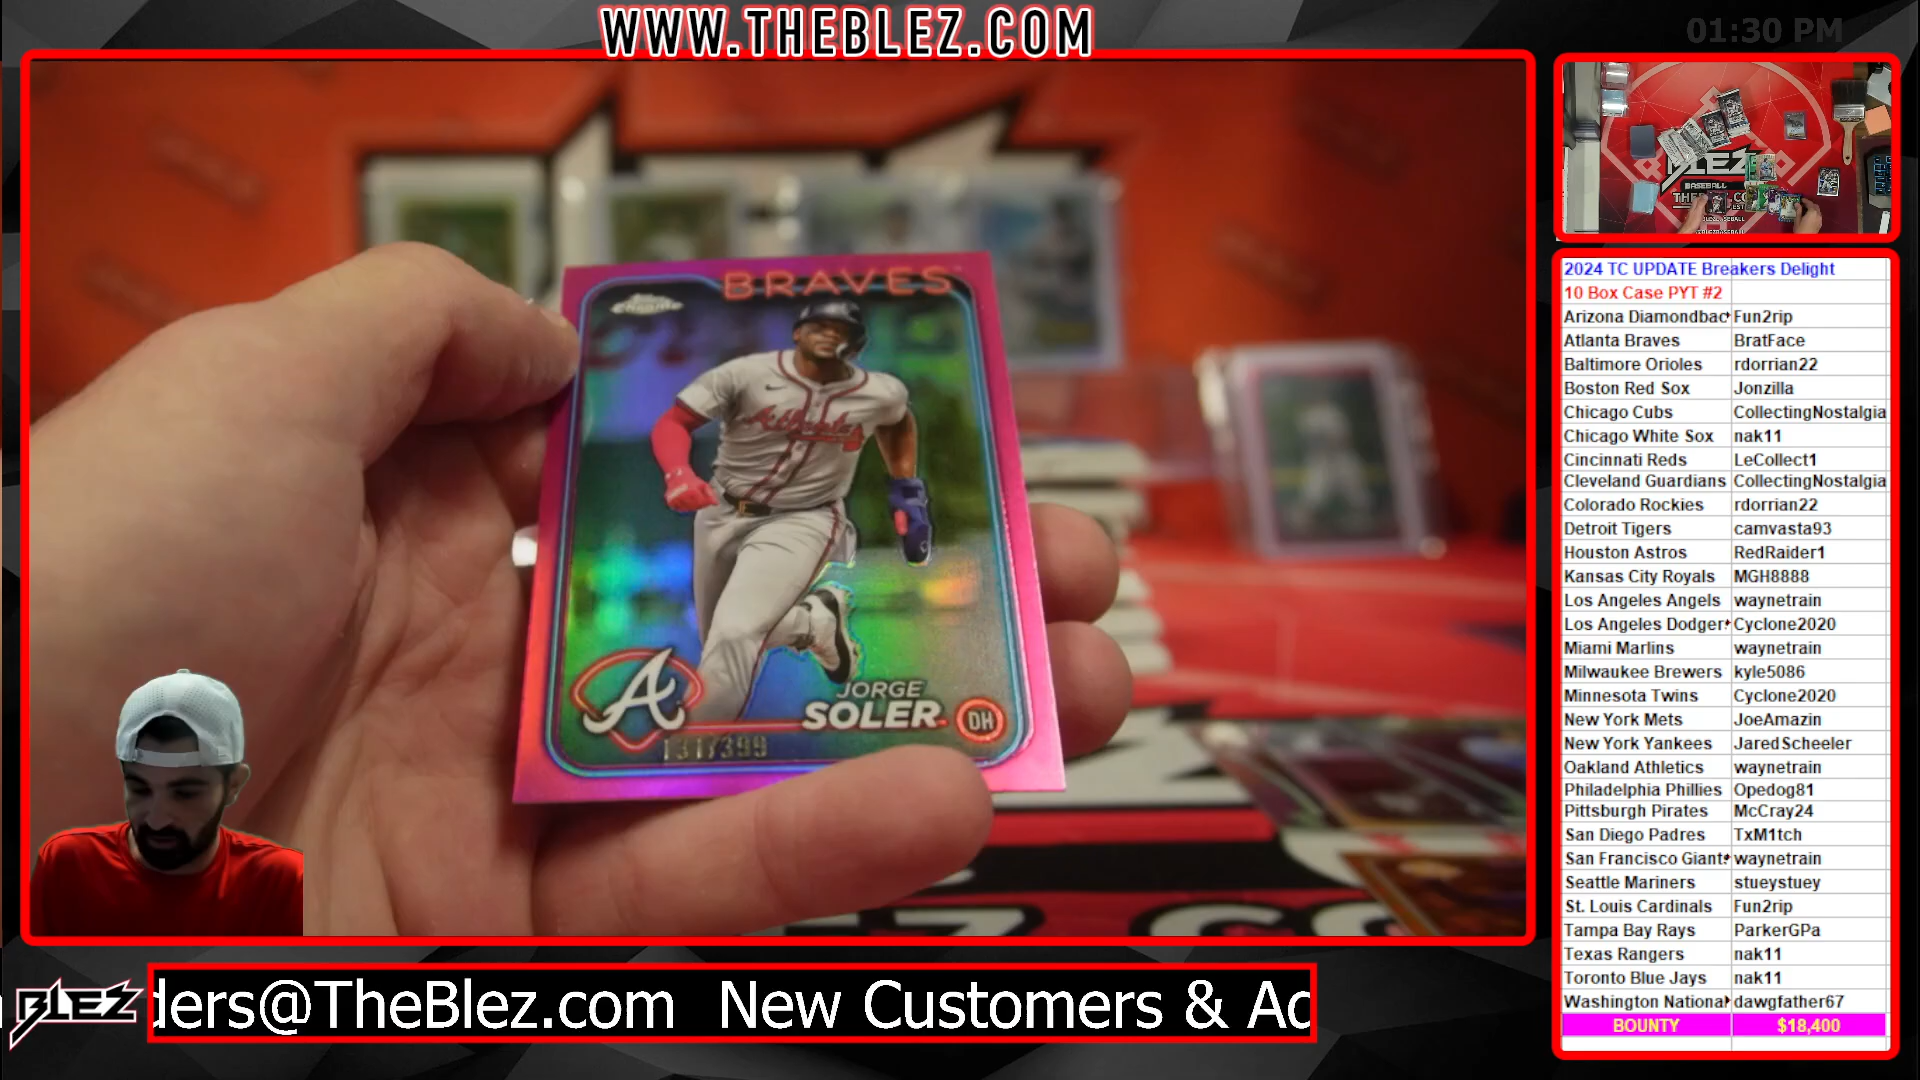 WWW.THEBLEZ.COM
01:30 PM
BRAVES
Topps
Chrome
Atlanta
A
JORGE
SOLER
DH
131/399
BLEZ
BASEBALL
2024 TC UPDATE Breakers Delight
10 Box Case PYT #2
Arizona Diamondbac Fun2rip
Atlanta Braves BratFace
Baltimore Orioles rdorrian22
Boston Red Sox Jonzilla
Chicago Cubs CollectingNostalgia
Chicago White Sox nak11
Cincinnati Reds LeCollect1
Cleveland Guardians CollectingNostalgia
Colorado Rockies rdorrian22
Detroit Tigers camvasta93
Houston Astros RedRaider1
Kansas City Royals MGH8888
Los Angeles Angels waynetrain
Los Angeles Dodger Cyclone2020
Miami Marlins waynetrain
Milwaukee Brewers kyle5086
Minnesota Twins Cyclone2020
New York Mets JoeAmazin
New York Yankees JaredScheeler
Oakland Athletics waynetrain
Philadelphia Phillies Opedog81
Pittsburgh Pirates McCray24
San Diego Padres TxM1tch
San Francisco Giant waynetrain
Seattle Mariners stueystuey
St. Louis Cardinals Fun2rip
Tampa Bay Rays ParkerGPa
Texas Rangers nak11
Toronto Blue Jays nak11
Washington National dawgfather67
BOUNTY $18,400
BLEZ
ders@TheBlez.com New Customers & Ac